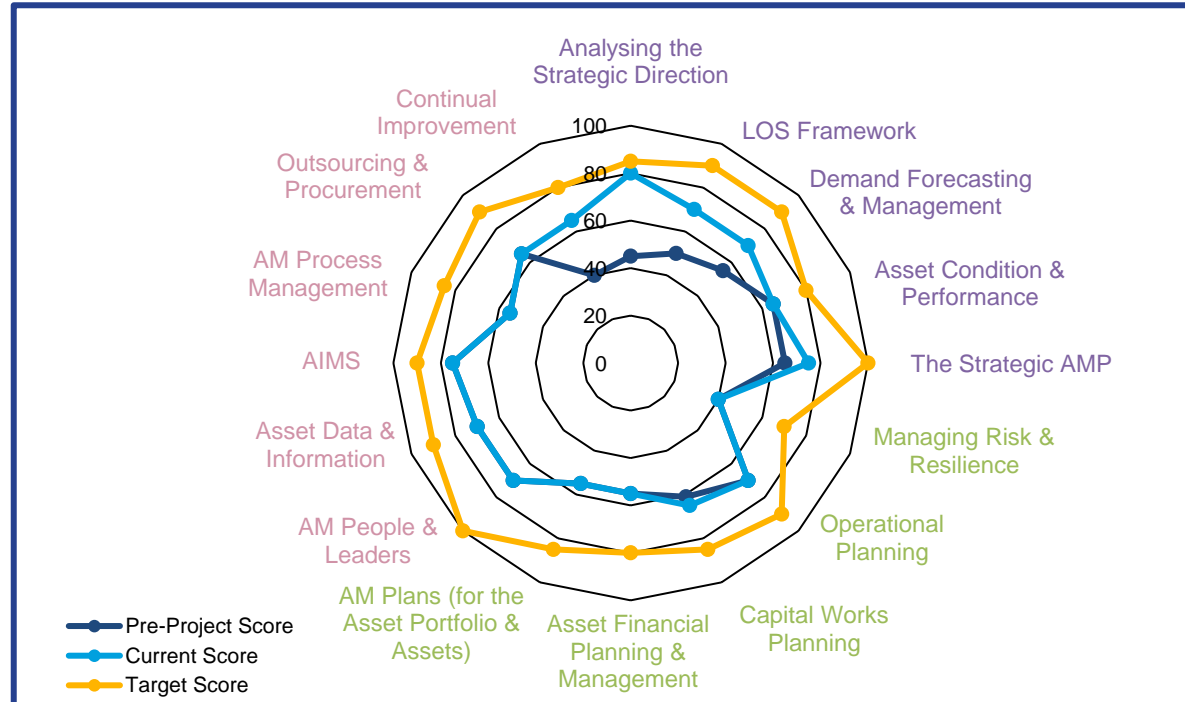 Analysing the
Strategic Direction
LOS Framework
Demand Forecasting
& Management
Asset Condition &
Performance
The Strategic AMP
Managing Risk &
Resilience
Operational
Planning
Capital Works
Planning
Asset Financial
Planning &
Management
AM Plans (for the
Asset Portfolio &
Assets)
AM People &
Leaders
Asset Data &
Information
AIMS
AM Process
Management
Outsourcing &
Procurement
Continual
Improvement
100
80
60
40
20
0
Pre-Project Score
Current Score
Target Score